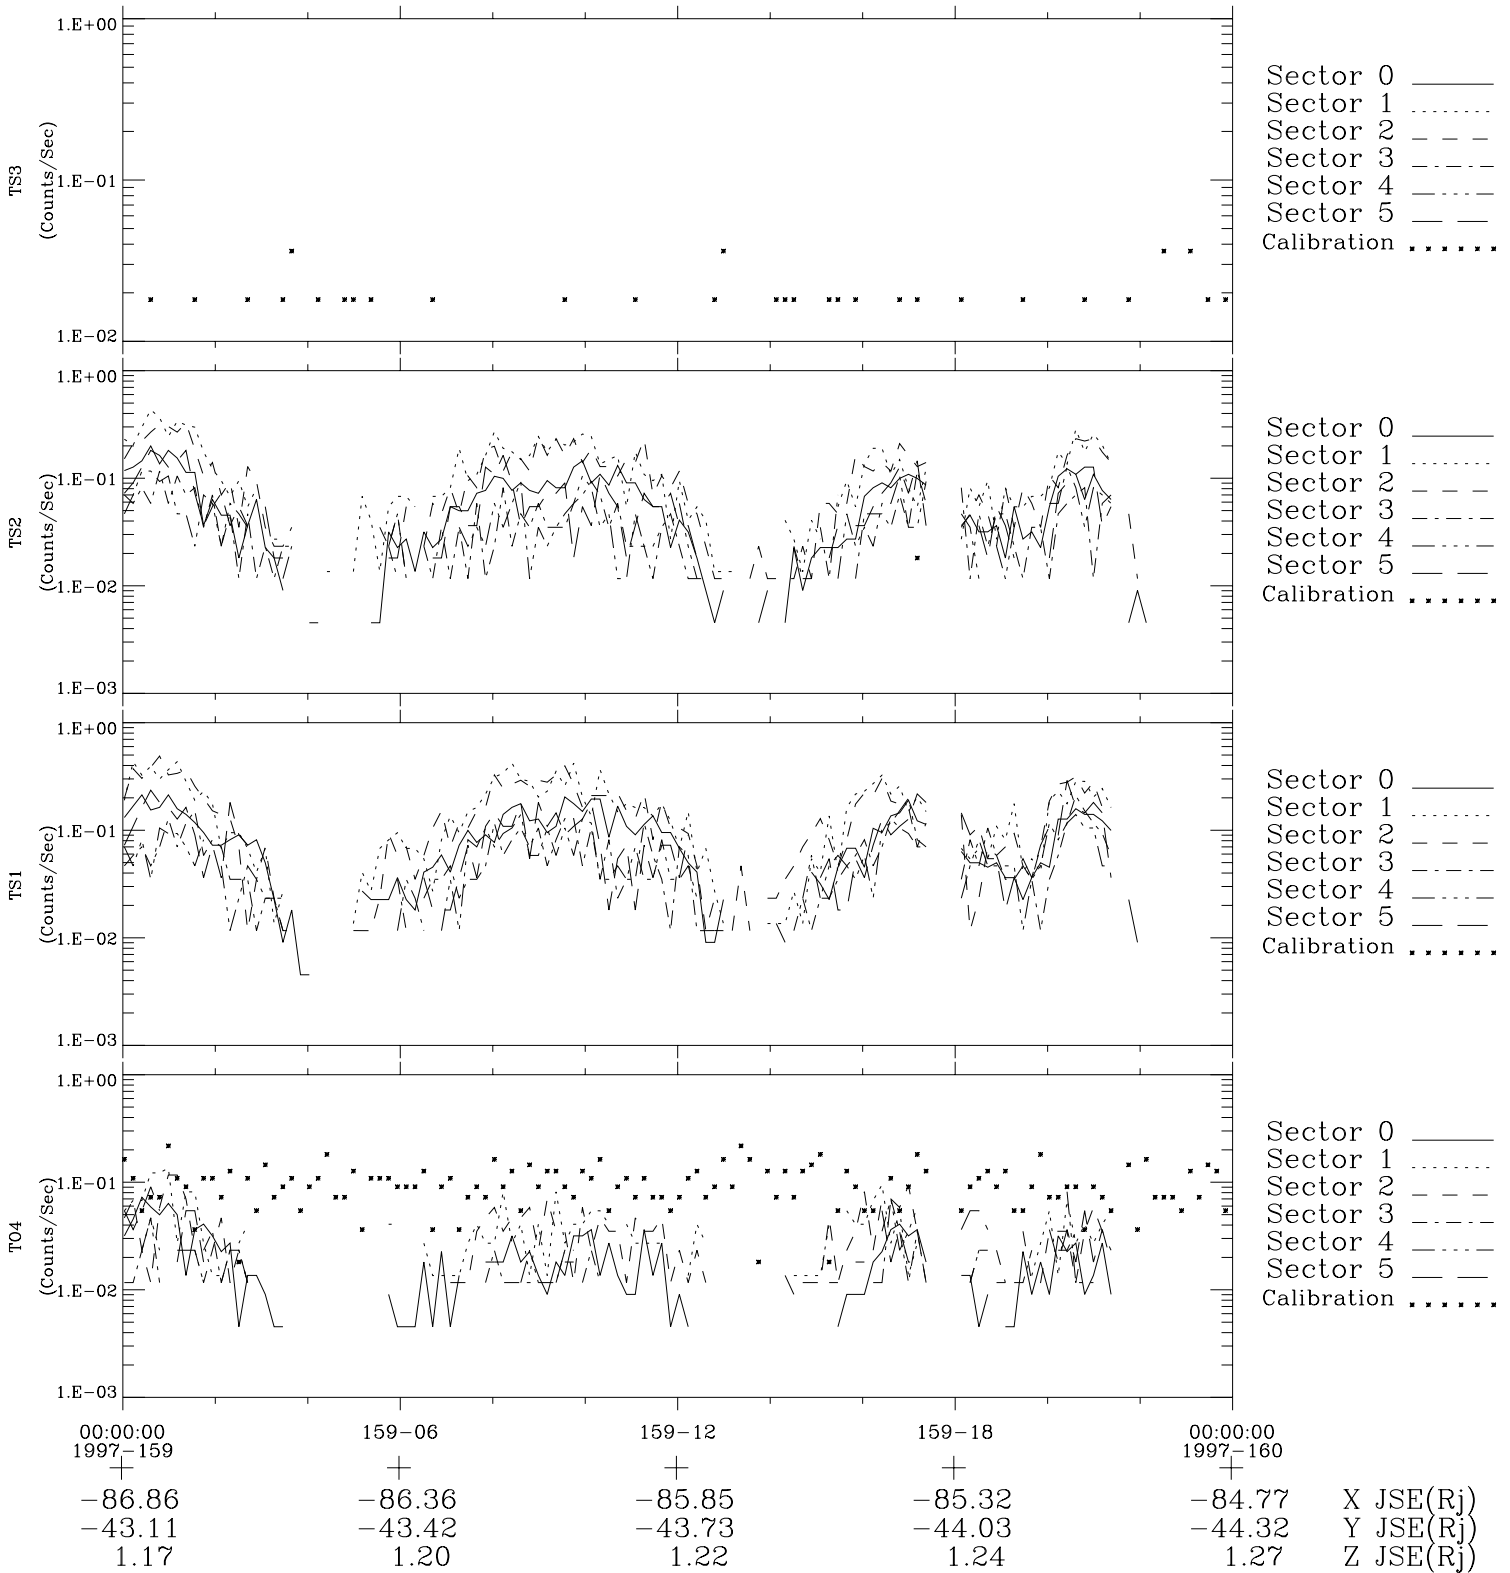 1.E+00
1.E-01
1.E-02
TS3
(Counts/Sec)
Sector 0
Sector 1
Sector 2
Sector 3
Sector 4
Sector 5
Calibration
1.E+00
1.E-01
1.E-02
1.E-03
TS2
(Counts/Sec)
Sector 0
Sector 1
Sector 2
Sector 3
Sector 4
Sector 5
Calibration
1.E+00
1.E-01
1.E-02
1.E-03
TS1
(Counts/Sec)
Sector 0
Sector 1
Sector 2
Sector 3
Sector 4
Sector 5
Calibration
1.E+00
1.E-01
1.E-02
1.E-03
TO4
(Counts/Sec)
Sector 0
Sector 1
Sector 2
Sector 3
Sector 4
Sector 5
Calibration
00:00:00 159-06 159-12 159-18 00:00:00
1997-159 1997-160
-86.86 -86.36 -85.85 -85.32 -84.77 X JSE(Rj)
-43.11 -43.42 -43.73 -44.03 -44.32 Y JSE(Rj)
1.17 1.20 1.22 1.24 1.27 Z JSE(Rj)